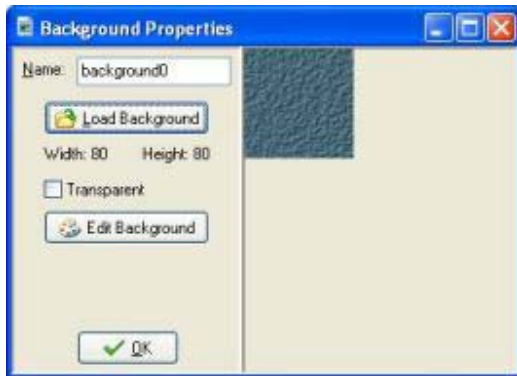 Background Properties
Name: background0
Load Background
Width: 80 Height: 80
Transparent
Edit Background
OK